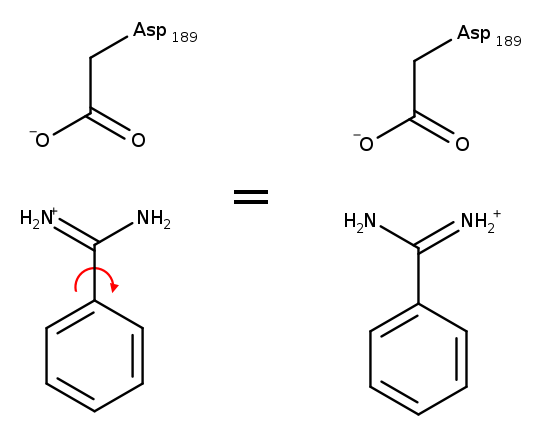 Asp 189
Asp 189
⁻O
O
⁻O
O
H₂N⁺
NH₂
H₂N
NH₂⁺
=